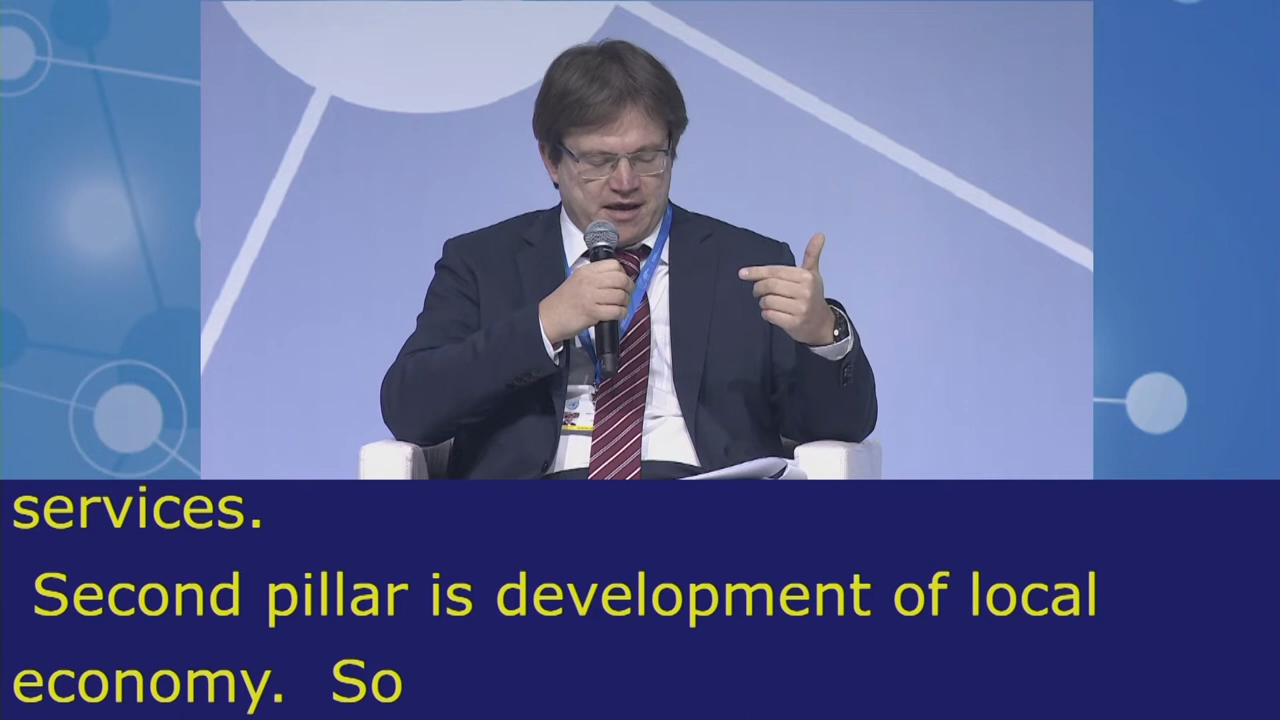 services.
Second pillar is development of local
economy. So